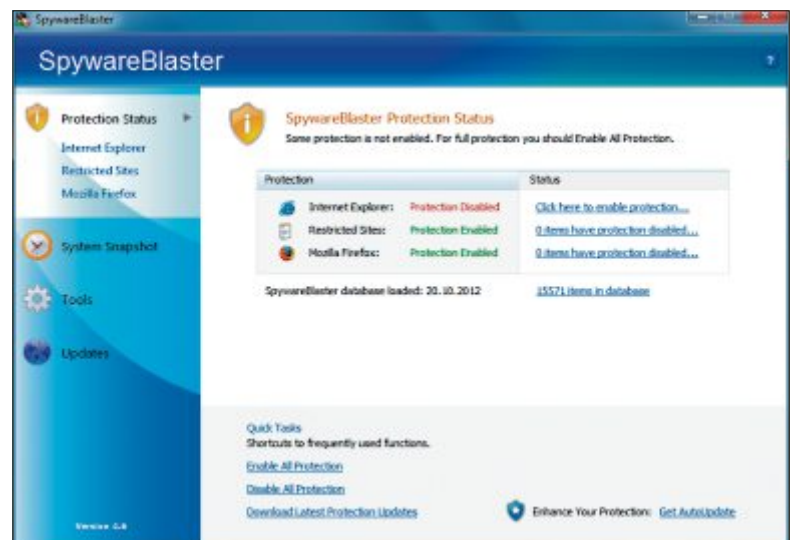 SpywareBlaster
SpywareBlaster
?
Protection Status
Internet Explorer
Restricted Sites
Mozilla Firefox
System Snapshot
Tools
Updates
Version 4.6
SpywareBlaster Protection Status
Some protection is not enabled. For full protection you should Enable All Protection.
Protection Status
Internet Explorer: Protection Disabled Click here to enable protection...
Restricted Sites: Protection Enabled 0 items have protection disabled...
Mozilla Firefox: Protection Enabled 0 items have protection disabled...
SpywareBlaster database loaded: 20.10.2012 15571 items in database
Quick Tasks
Shortcuts to frequently used functions.
Enable All Protection
Disable All Protection
Download Latest Protection Updates
Enhance Your Protection: Get AutoUpdate